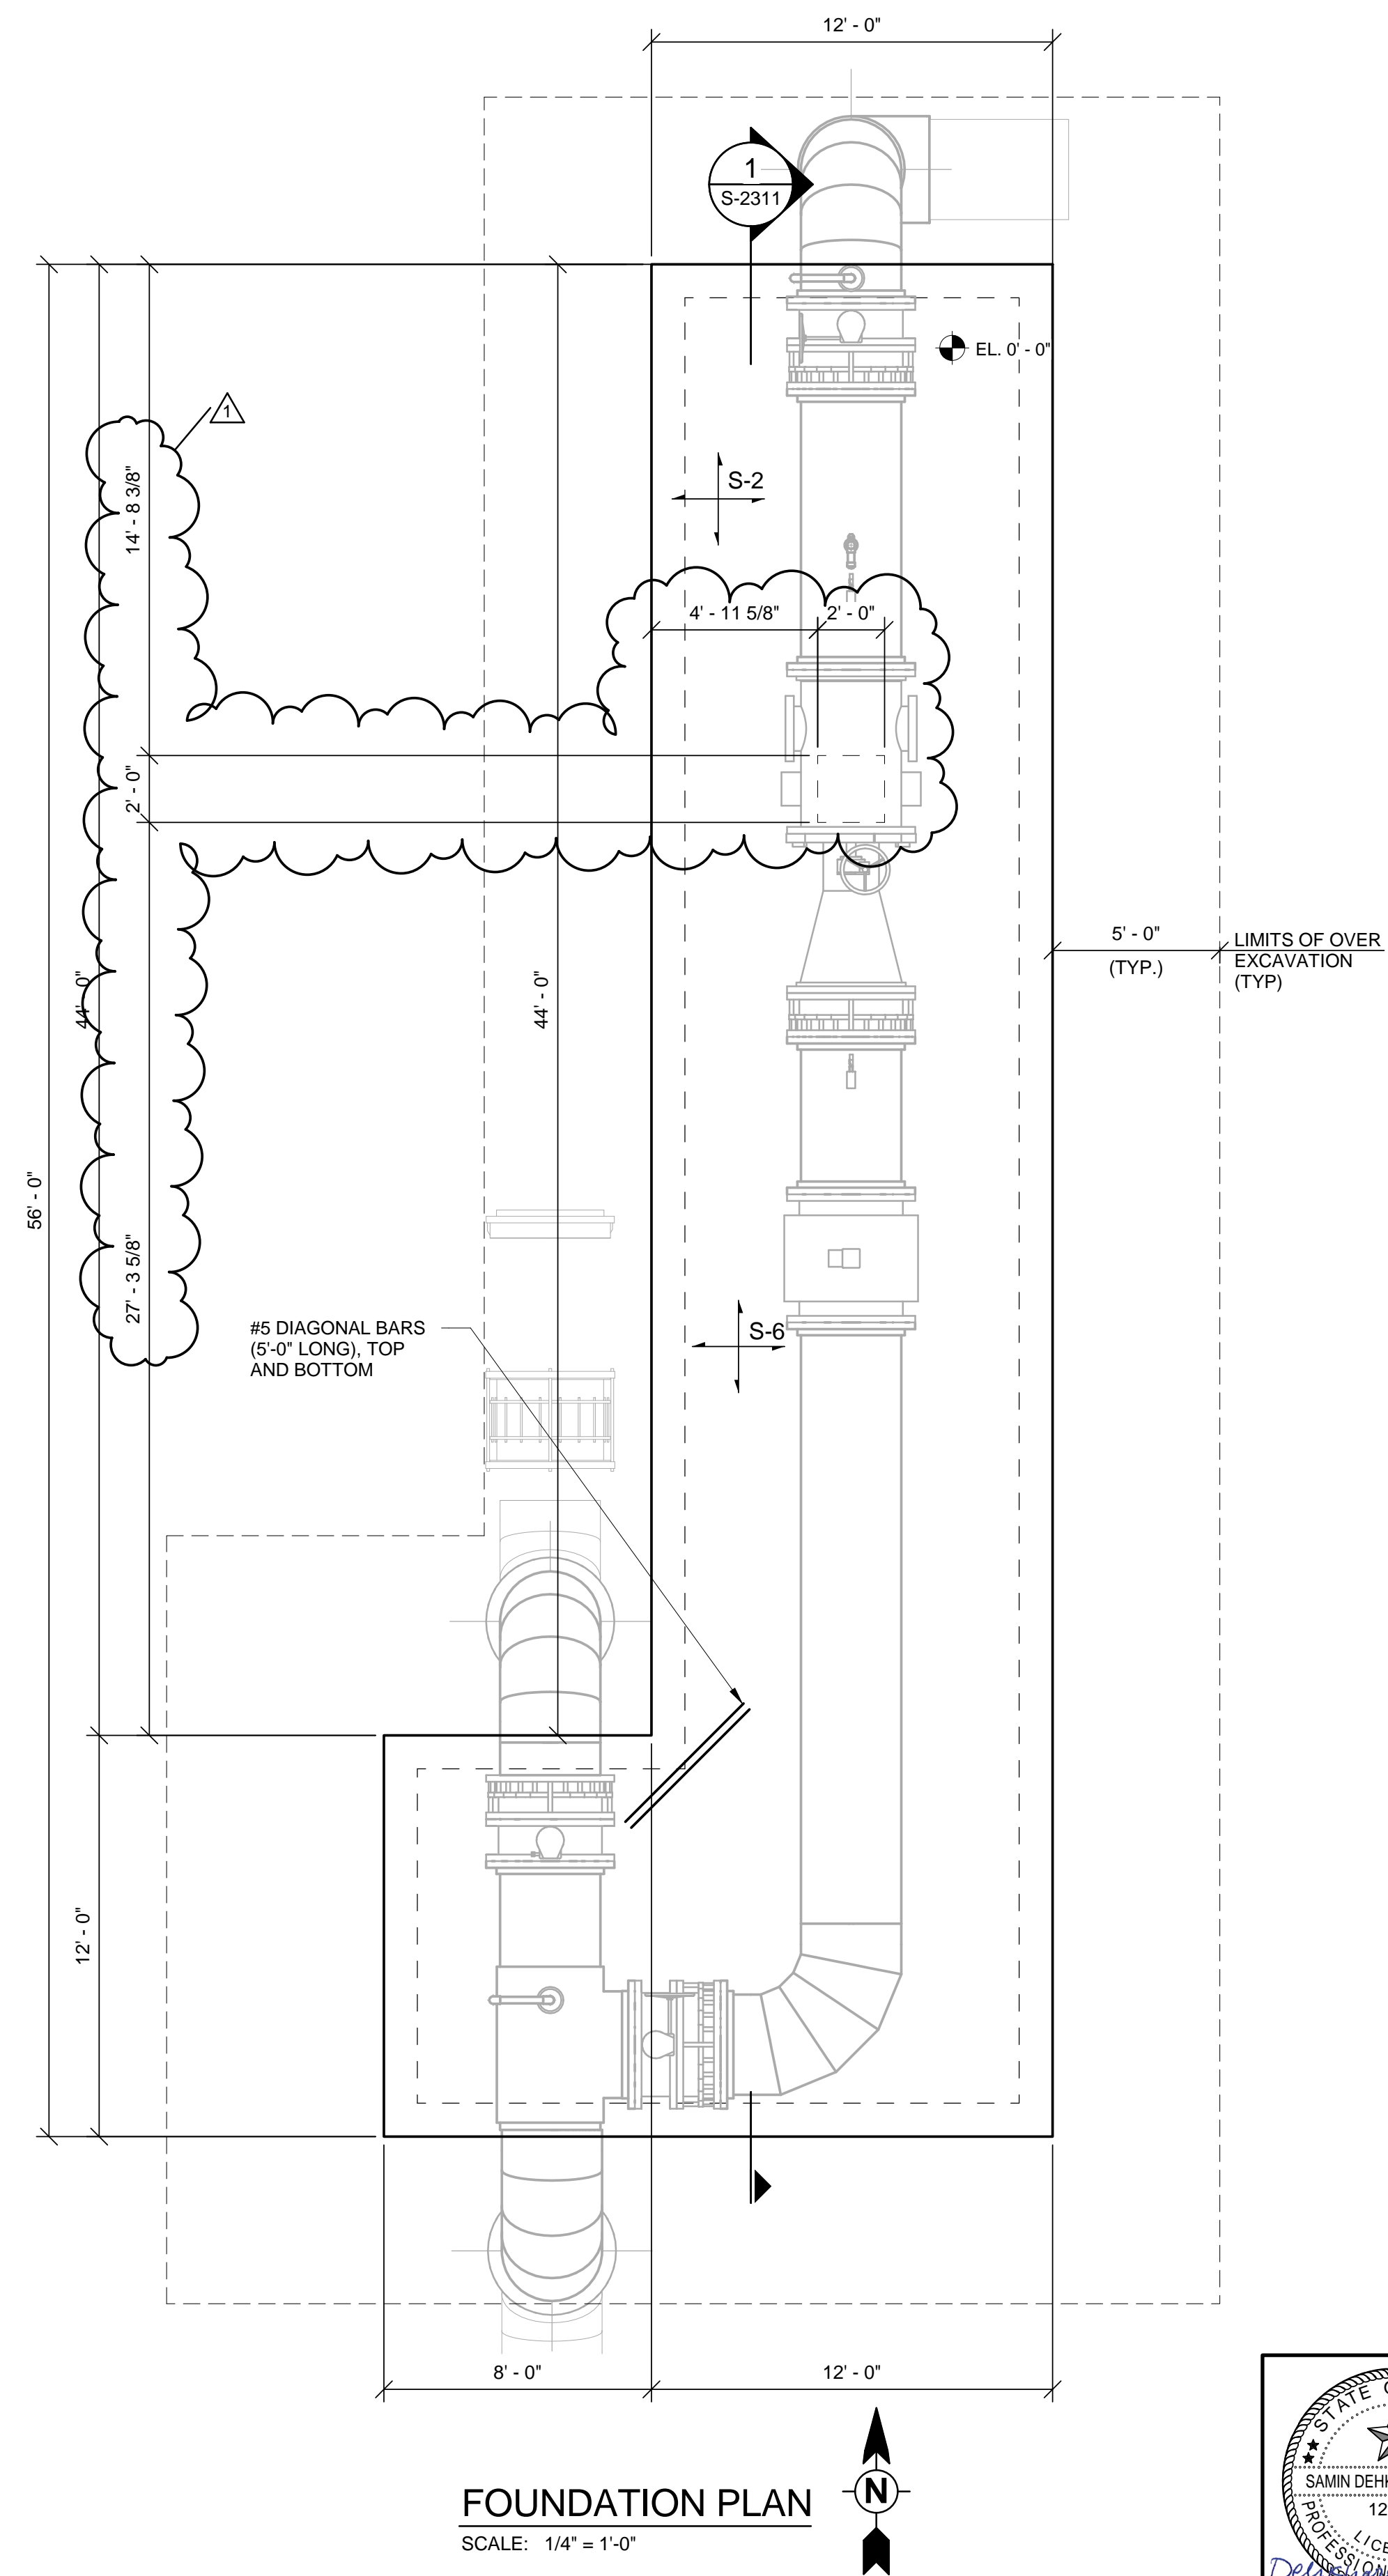 12' - 0"
1
S-2311
EL. 0' - 0"
1
14' - 8 3/8"
S-2
4' - 11 5/8"
2' - 0"
2' - 0"
5' - 0"
(TYP.)
LIMITS OF OVER
EXCAVATION
(TYP)
44' - 0"
44' - 0"
56' - 0"
27' - 3 5/8"
#5 DIAGONAL BARS
(5'-0" LONG), TOP
AND BOTTOM
S-6
12' - 0"
8' - 0"
12' - 0"
N
FOUNDATION PLAN
SCALE: 1/4" = 1'-0"
STATE
SAMIN
12